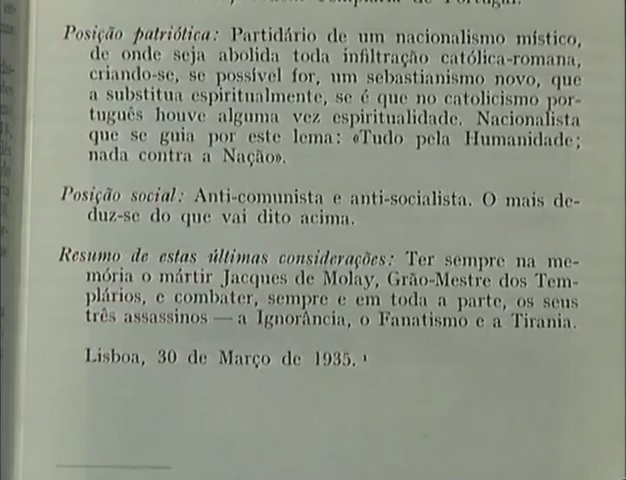 de Portugal.
Posição patriótica: Partidário de um nacionalismo místico,
de onde seja abolida toda infiltração católica-romana,
criando-se, se possível for, um sebastianismo novo, que
a substitua espiritualmente, se é que no catolicismo por-
tuguês houve alguma vez espiritualidade. Nacionalista
que se guia por este lema: «Tudo pela Humanidade;
nada contra a Nação».
Posição social: Anti-comunista e anti-socialista. O mais de-
duz-se do que vai dito acima.
Resumo de estas últimas considerações: Ter sempre na me-
mória o mártir Jacques de Molay, Grão-Mestre dos Tem-
plários, e combater, sempre e em toda a parte, os seus
três assassinos — a Ignorância, o Fanatismo e a Tirania.
Lisboa, 30 de Março de 1935. ¹